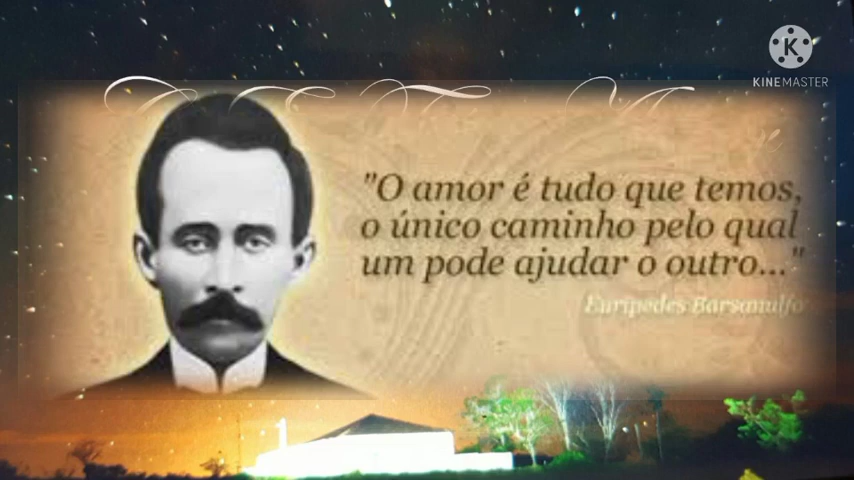 KINEMASTER
"O amor é tudo que temos,
o único caminho pelo qual
um pode ajudar o outro..."
Eurípedes Barsanulfo